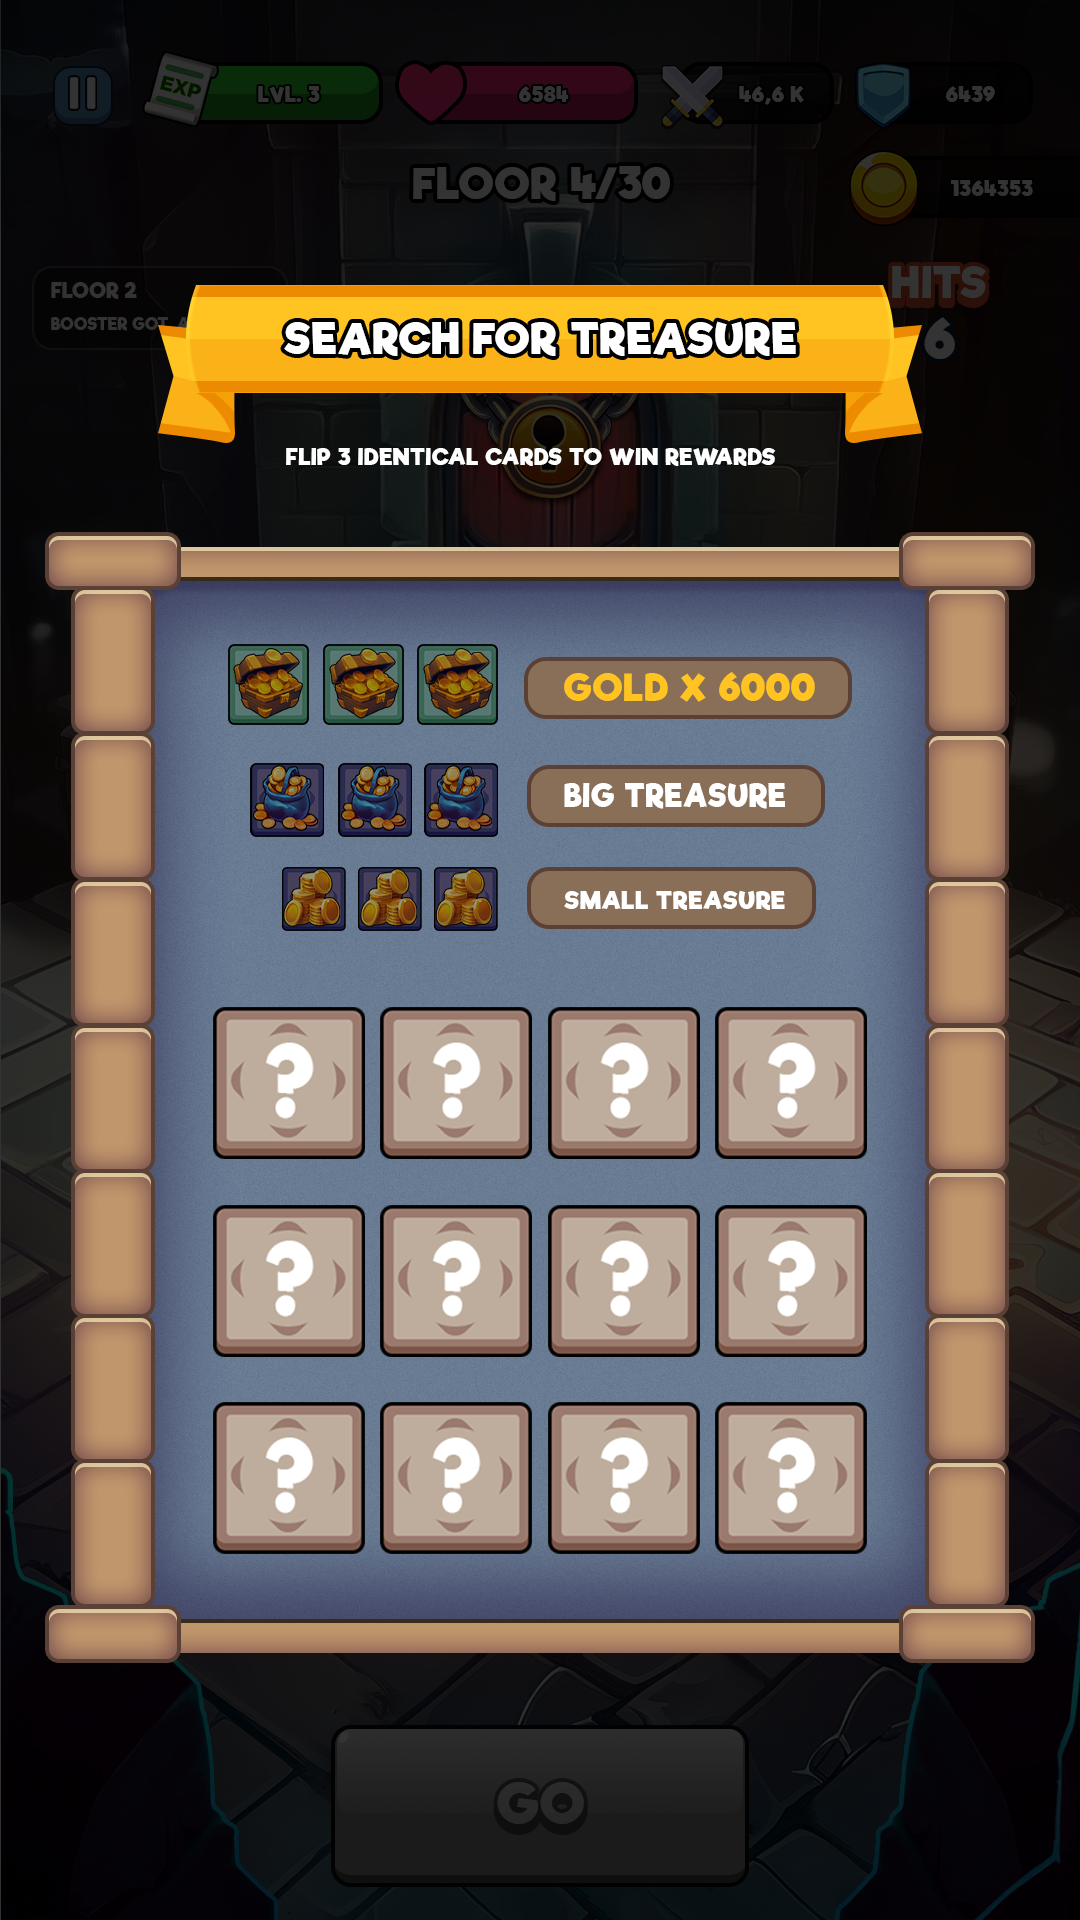 EXP LVL. 3 6584 46,6 K 6439
FLOOR 4/30
1364353
FLOOR 2
HITS
BOOSTER GOT
6
SEARCH FOR TREASURE
FLIP 3 IDENTICAL CARDS TO WIN REWARDS
GOLD X 6000
BIG TREASURE
SMALL TREASURE
? ? ? ?
? ? ? ?
? ? ? ?
GO